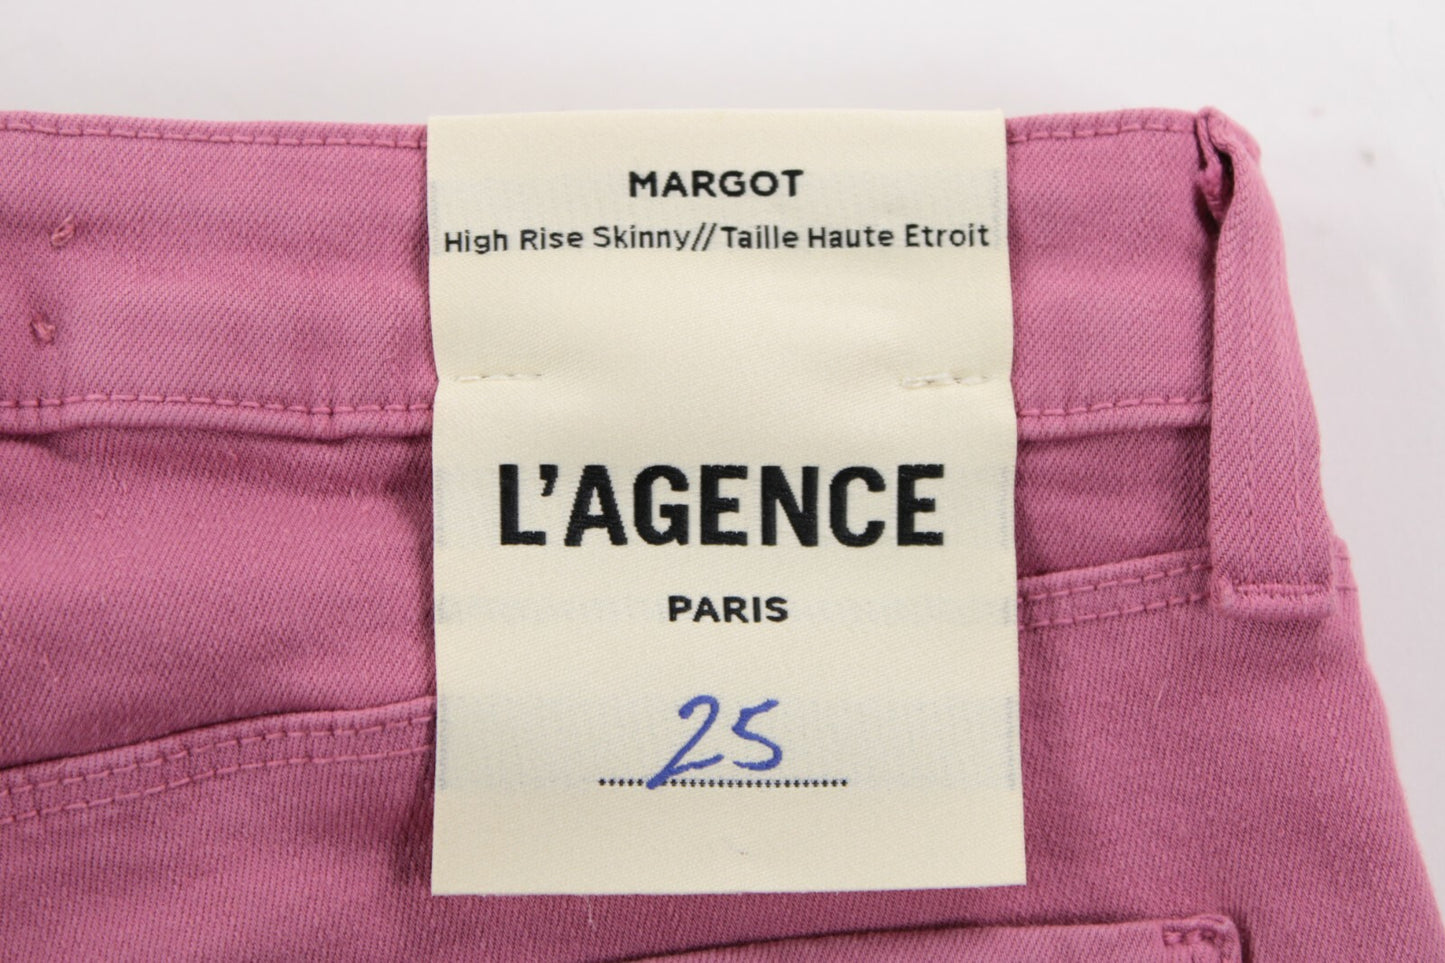 MARGOT
High Rise Skinny//Taille Haute Etroit
L'AGENCE
PARIS
25